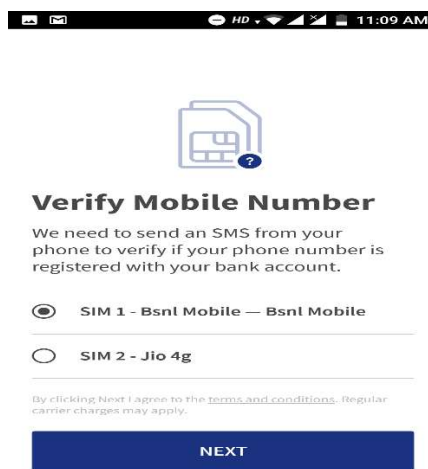 HD 11:09 AM
?
Verify Mobile Number
We need to send an SMS from your
phone to verify if your phone number is
registered with your bank account.
SIM 1 - Bsnl Mobile — Bsnl Mobile
SIM 2 - Jio 4g
By clicking Next I agree to the terms and conditions. Regular
carrier charges may apply.
NEXT